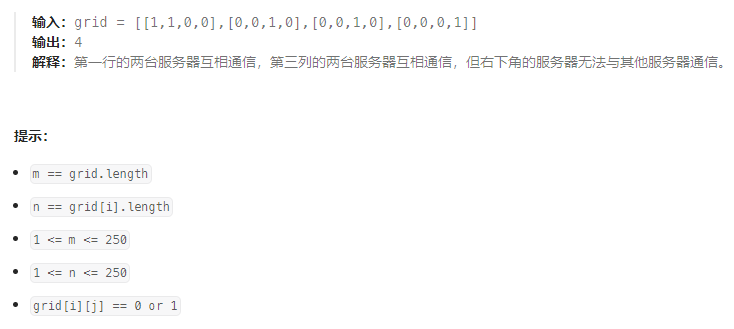 输入：grid = [[1,1,0,0],[0,0,1,0],[0,0,1,0],[0,0,0,1]]
输出：4
解释：第一行的两台服务器互相通信，第三列的两台服务器互相通信，但右下角的服务器无法与其他服务器通信。
提示：
• m == grid.length
• n == grid[i].length
• 1 <= m <= 250
• 1 <= n <= 250
• grid[i][j] == 0 or 1